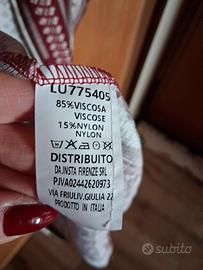 LU77540S
85%VISCOSA
VISCOSE
15%NYLON
NYLON
DISTRIBUITO
DA.INSTA FIRENZE SRL
P.IVA02442620973
VIA FRIULI V. GIULIA 22
PRODOTTO IN ITALIA
subito